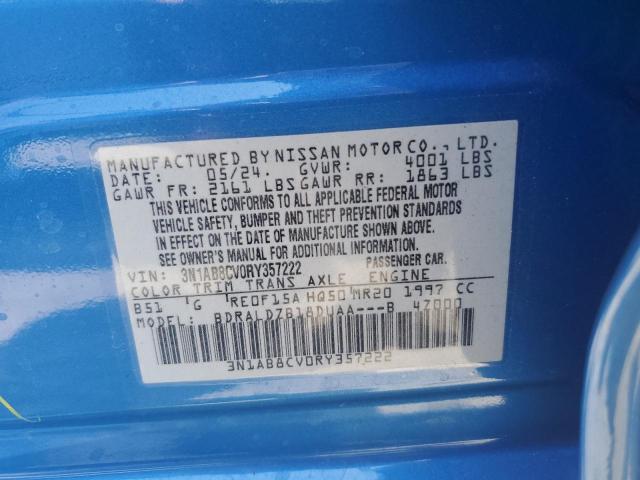 MANUFACTURED BY NISSAN MOTOR CO., LTD.
DATE: 05/24. GVWR: 4001 LBS
GAWR FR: 2161 LBS GAWR RR: 1863 LBS
THIS VEHICLE CONFORMS TO ALL APPLICABLE FEDERAL MOTOR
VEHICLE SAFETY, BUMPER AND THEFT PREVENTION STANDARDS
IN EFFECT ON THE DATE OF MANUFACTURE SHOWN ABOVE.
SEE OWNER'S MANUAL FOR ADDITIONAL INFORMATION.
VIN: 3N1AB8CV0RY357222 PASSENGER CAR.
COLOR TRIM TRANS AXLE ENGINE
B51 G RE0F15A HQ50 MR20 1997 CC
MODEL: BDRALDZB18DUAA---B 47000
3N1AB8CV0RY357222